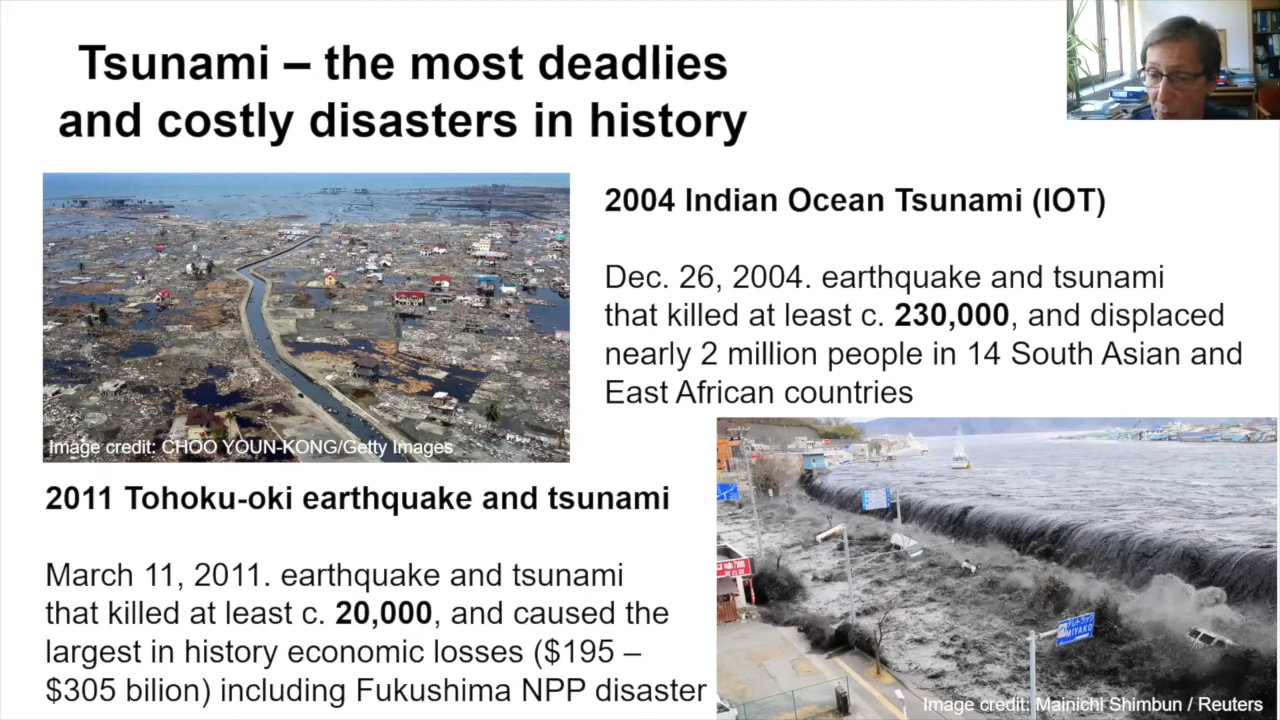 Tsunami – the most deadlies
and costly disasters in history
2004 Indian Ocean Tsunami (IOT)
Dec. 26, 2004. earthquake and tsunami
that killed at least c. 230,000, and displaced
nearly 2 million people in 14 South Asian and
East African countries
Image credit: CHOO YOUN-KONG/Getty Images
2011 Tohoku-oki earthquake and tsunami
March 11, 2011. earthquake and tsunami
that killed at least c. 20,000, and caused the
largest in history economic losses ($195 –
$305 bilion) including Fukushima NPP disaster
MIYAKO
Image credit: Mainichi Shimbun / Reuters